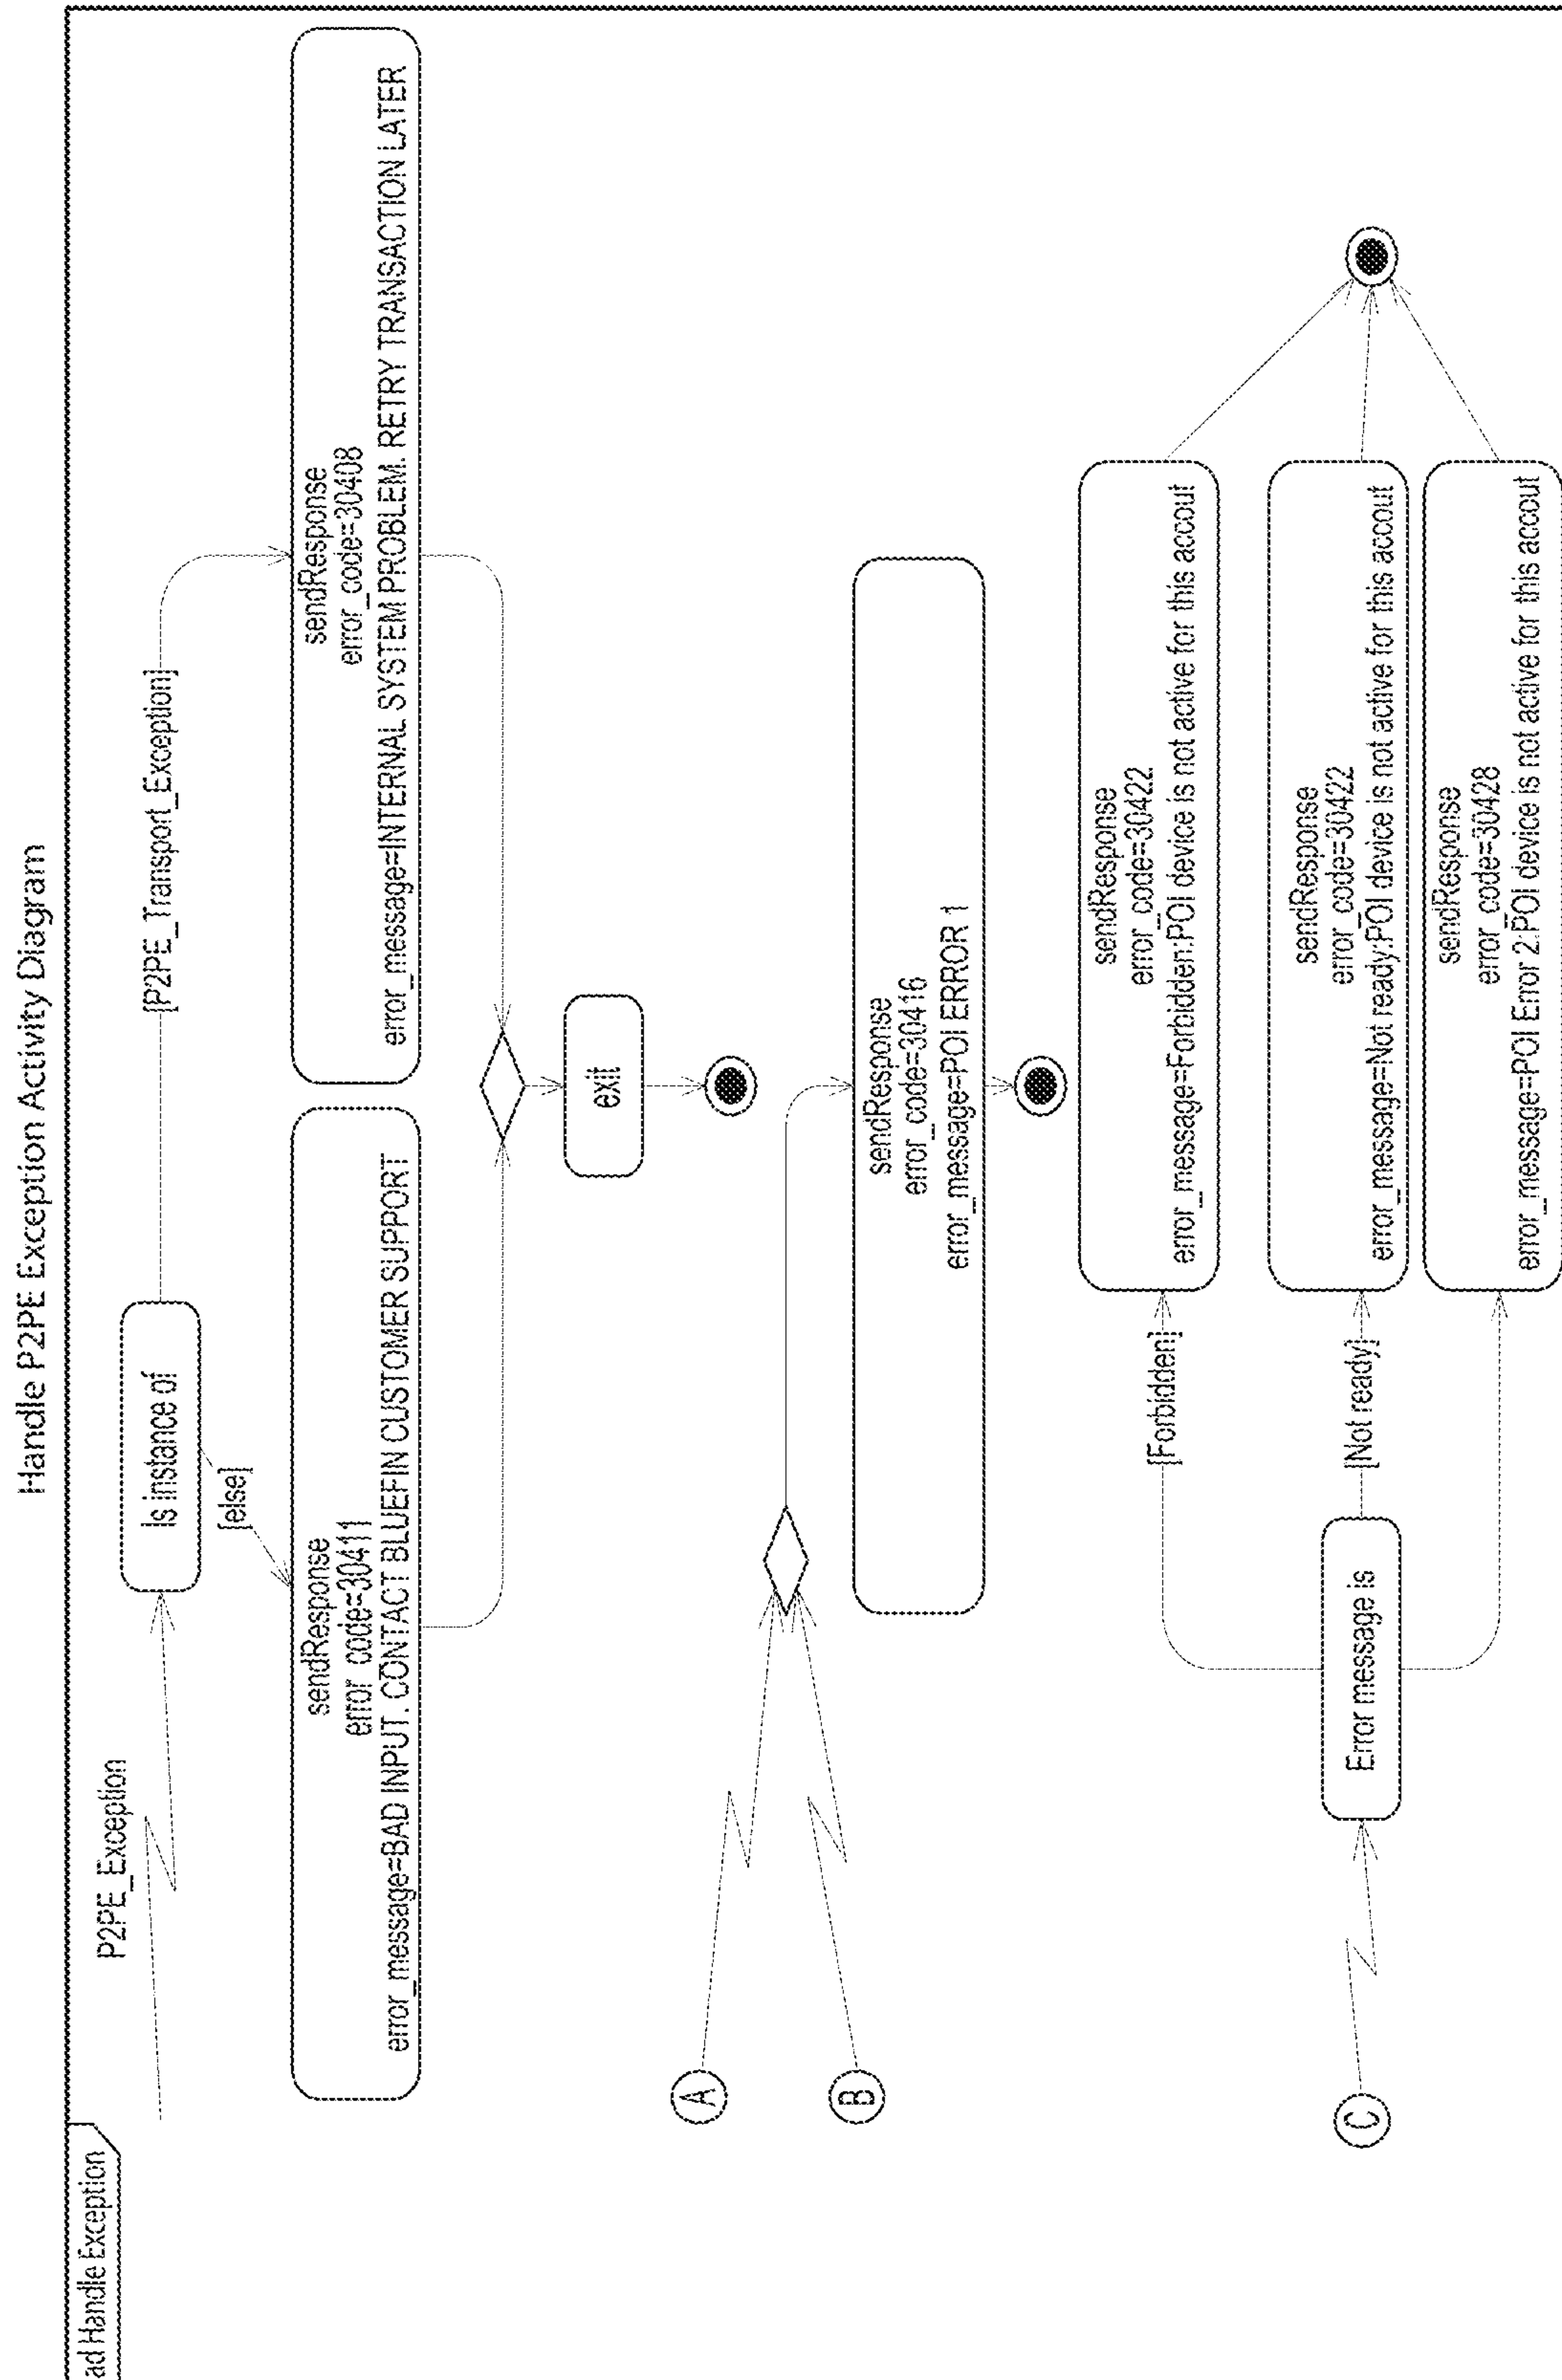 Handle P2PE Exception Activity Diagram
ad Handle Exception
P2PE_Exception
Is instance of
[P2PE_Transport_Exception]
[else]
sendResponse
error_code=30411
error_message=BAD INPUT. CONTACT BLUEFIN CUSTOMER SUPPORT
sendResponse
error_code=30408
error_message=INTERNAL SYSTEM PROBLEM. RETRY TRANSACTION LATER
exit
A
B
sendResponse
error_code=30416
error_message=POI ERROR 1
C
Error message is
[Forbidden]
[Not ready]
sendResponse
error_code=30422
error_message=Forbidden:POI device is not active for this accout
sendResponse
error_code=30422
error_message=Not ready:POI device is not active for this accout
sendResponse
error_code=30428
error_message=POI Error 2:POI device is not active for this accout